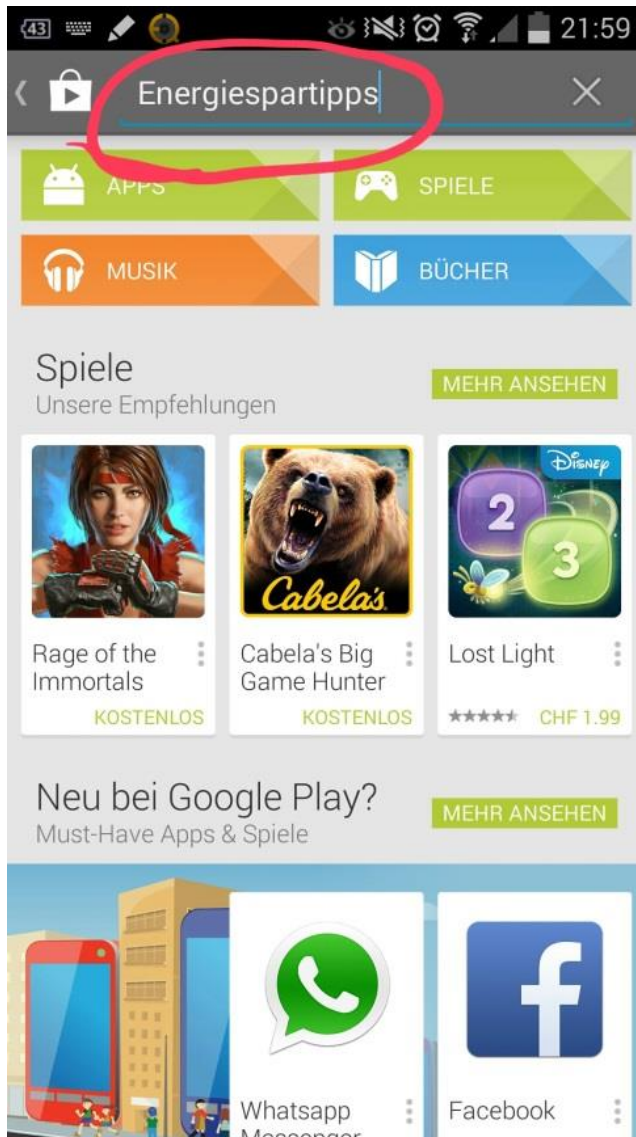 43 21:59
Energiespartipps
APPS SPIELE
MUSIK BÜCHER
Spiele
Unsere Empfehlungen
MEHR ANSEHEN
Cabela's
Disney
2
3
Rage of the Immortals
KOSTENLOS
Cabela's Big Game Hunter
KOSTENLOS
Lost Light
CHF 1.99
Neu bei Google Play?
Must-Have Apps & Spiele
MEHR ANSEHEN
Whatsapp
Messenger
Facebook